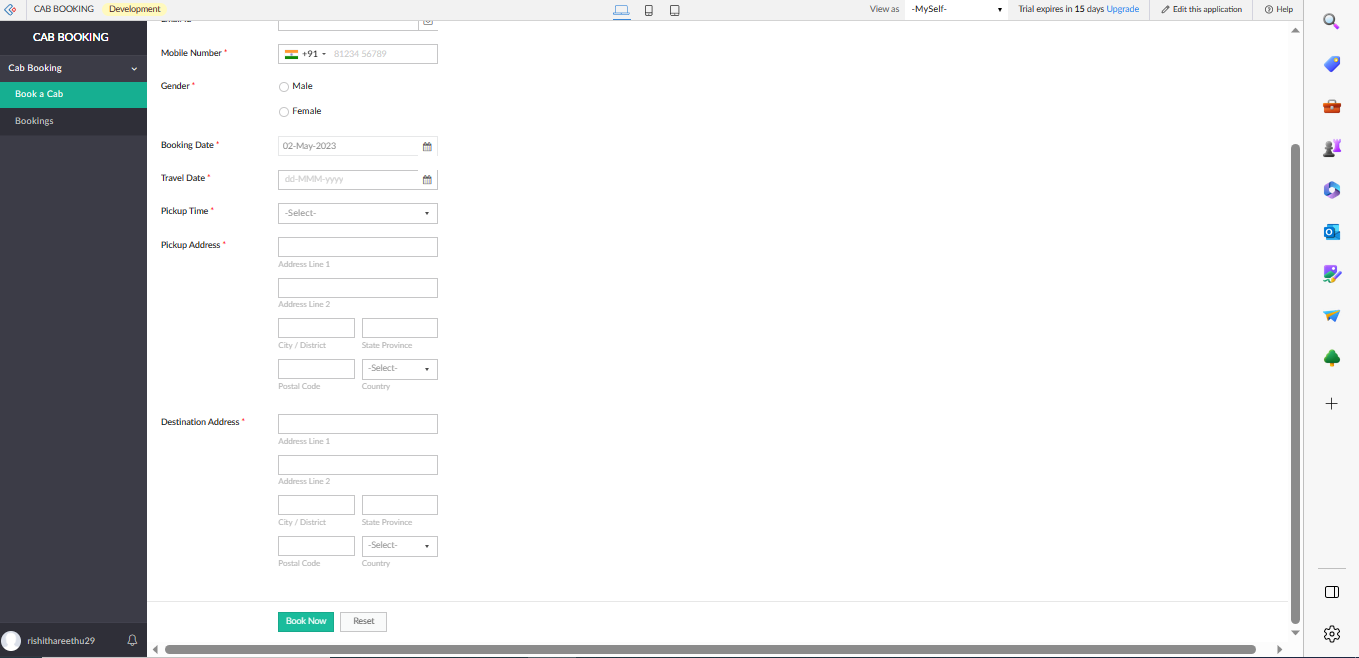 CAB BOOKING Development View as -MySelf- Trial expires in 15 days Upgrade Edit this application Help
CAB BOOKING
Cab Booking
Book a Cab
Bookings
rishithareethu29
Mobile Number * +91 81234 56789
Gender * Male
Female
Booking Date * 02-May-2023
Travel Date * dd-MMM-yyyy
Pickup Time * -Select-
Pickup Address *
Address Line 1
Address Line 2
City / District State Province
-Select-
Postal Code Country
Destination Address *
Address Line 1
Address Line 2
City / District State Province
-Select-
Postal Code Country
Book Now Reset